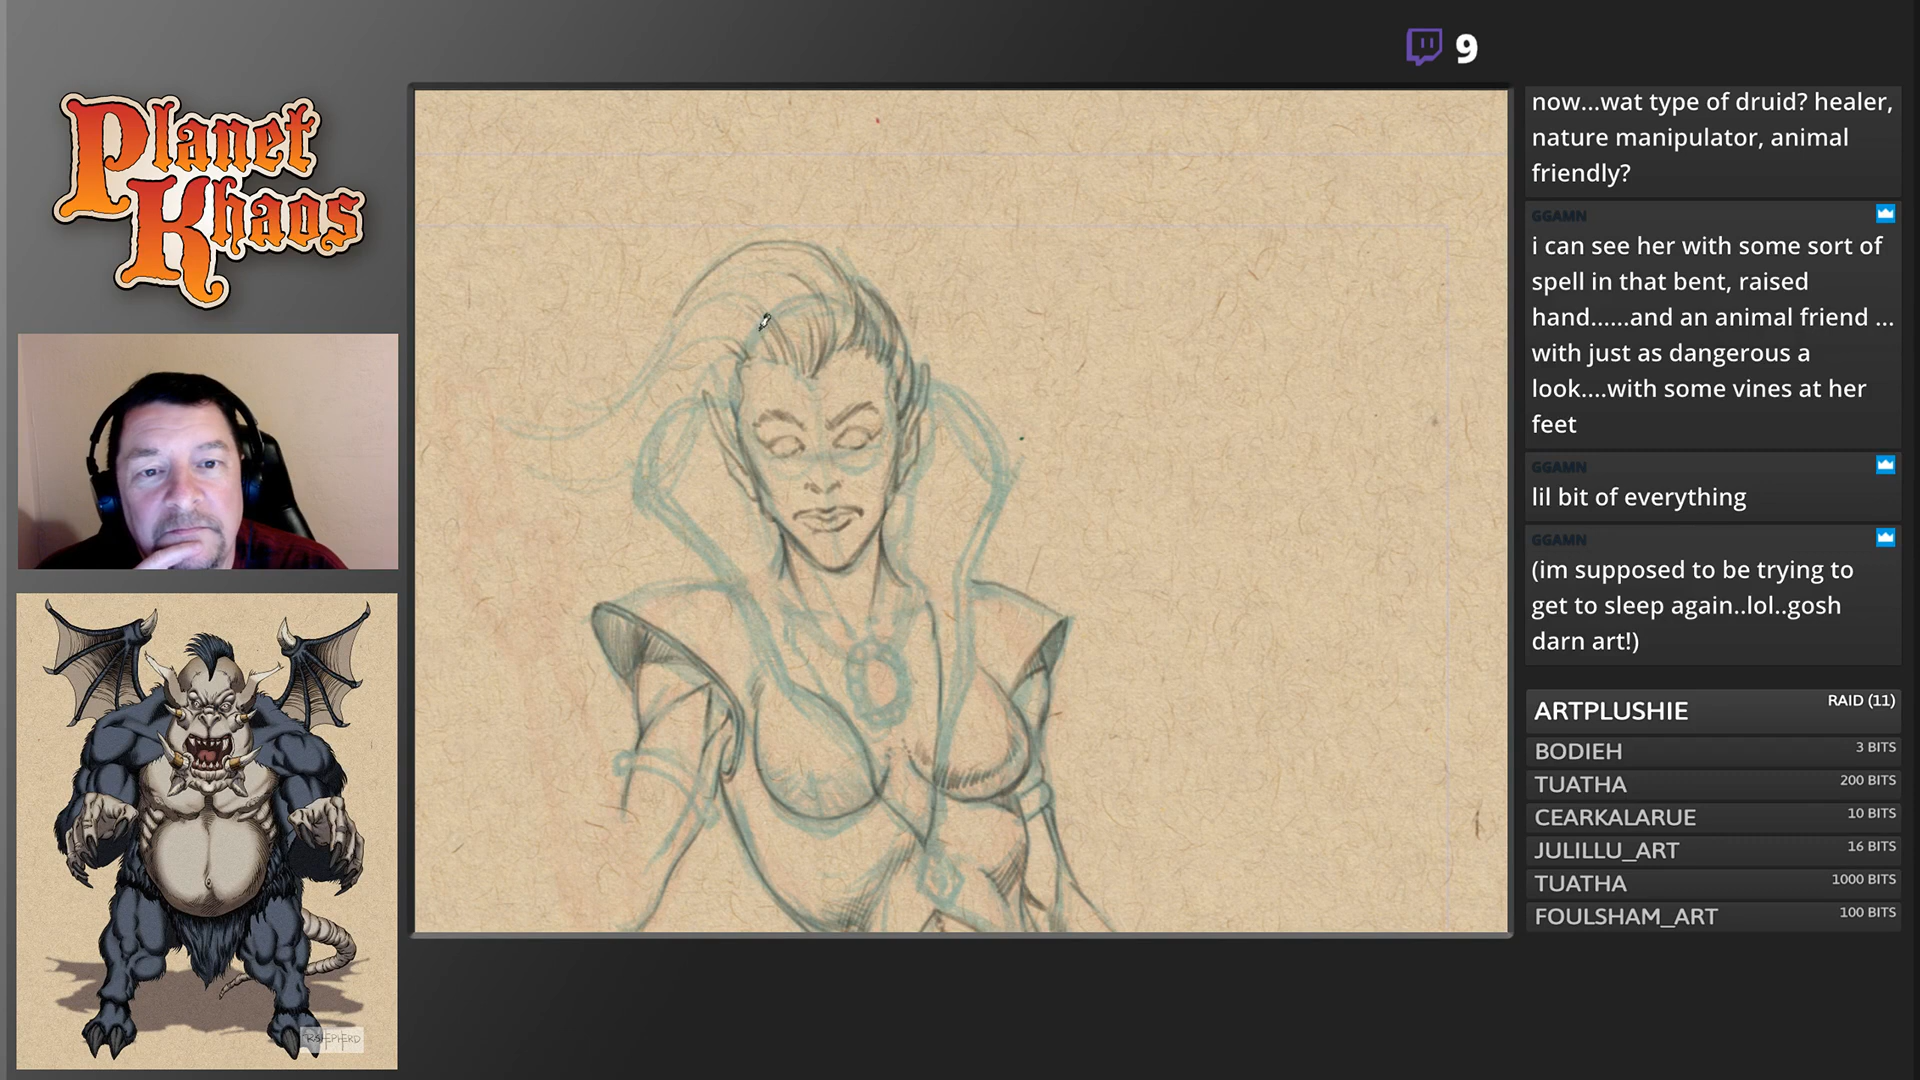 9
Planet
Khaos
now...wat type of druid? healer,
nature manipulator, animal
friendly?
GGAMN
i can see her with some sort of
spell in that bent, raised
hand......and an animal friend ...
with just as dangerous a
look....with some vines at her
feet
GGAMN
lil bit of everything
GGAMN
(im supposed to be trying to
get to sleep again..lol..gosh
darn art!)
ARTPLUSHIE RAID (11)
BODIEH 3 BITS
TUATHA 200 BITS
CEARKALARUE 10 BITS
JULILLU_ART 16 BITS
TUATHA 1000 BITS
FOULSHAM_ART 100 BITS
RSHEPHERD